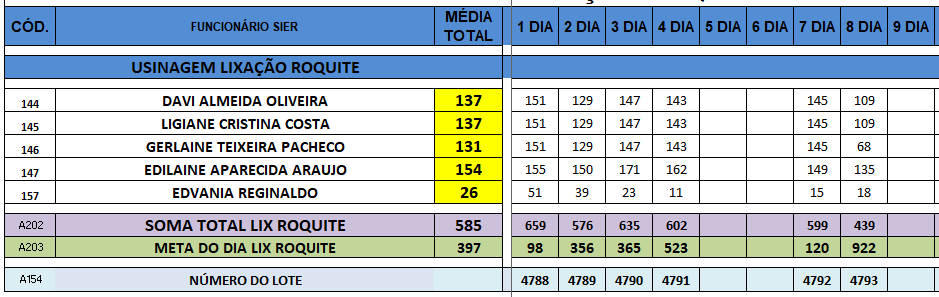 CÓD. FUNCIONÁRIO SIER MÉDIA TOTAL 1 DIA 2 DIA 3 DIA 4 DIA 5 DIA 6 DIA 7 DIA 8 DIA 9 DIA
USINAGEM LIXAÇÃO ROQUITE
144 DAVI ALMEIDA OLIVEIRA 137 151 129 147 143 145 109
145 LIGIANE CRISTINA COSTA 137 151 129 147 143 145 109
146 GERLAINE TEIXEIRA PACHECO 131 151 129 147 143 145 68
147 EDILAINE APARECIDA ARAUJO 154 155 150 171 162 149 135
157 EDVANIA REGINALDO 26 51 39 23 11 15 18
A202 SOMA TOTAL LIX ROQUITE 585 659 576 635 602 599 439
A203 META DO DIA LIX ROQUITE 397 98 356 365 523 120 922
A154 NÚMERO DO LOTE 4788 4789 4790 4791 4792 4793